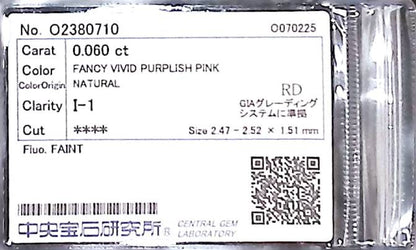 No. O2380710 O070225
Carat 0.060 ct
Color FANCY VIVID PURPLISH PINK
ColorOrigin NATURAL
RD
Clarity I-1
GIAグレーディング
システムに準拠
Cut ****
Size 2.47 - 2.52 × 1.51 mm
Fluo. FAINT
中央宝石研究所® CENTRAL GEM
LABORATORY